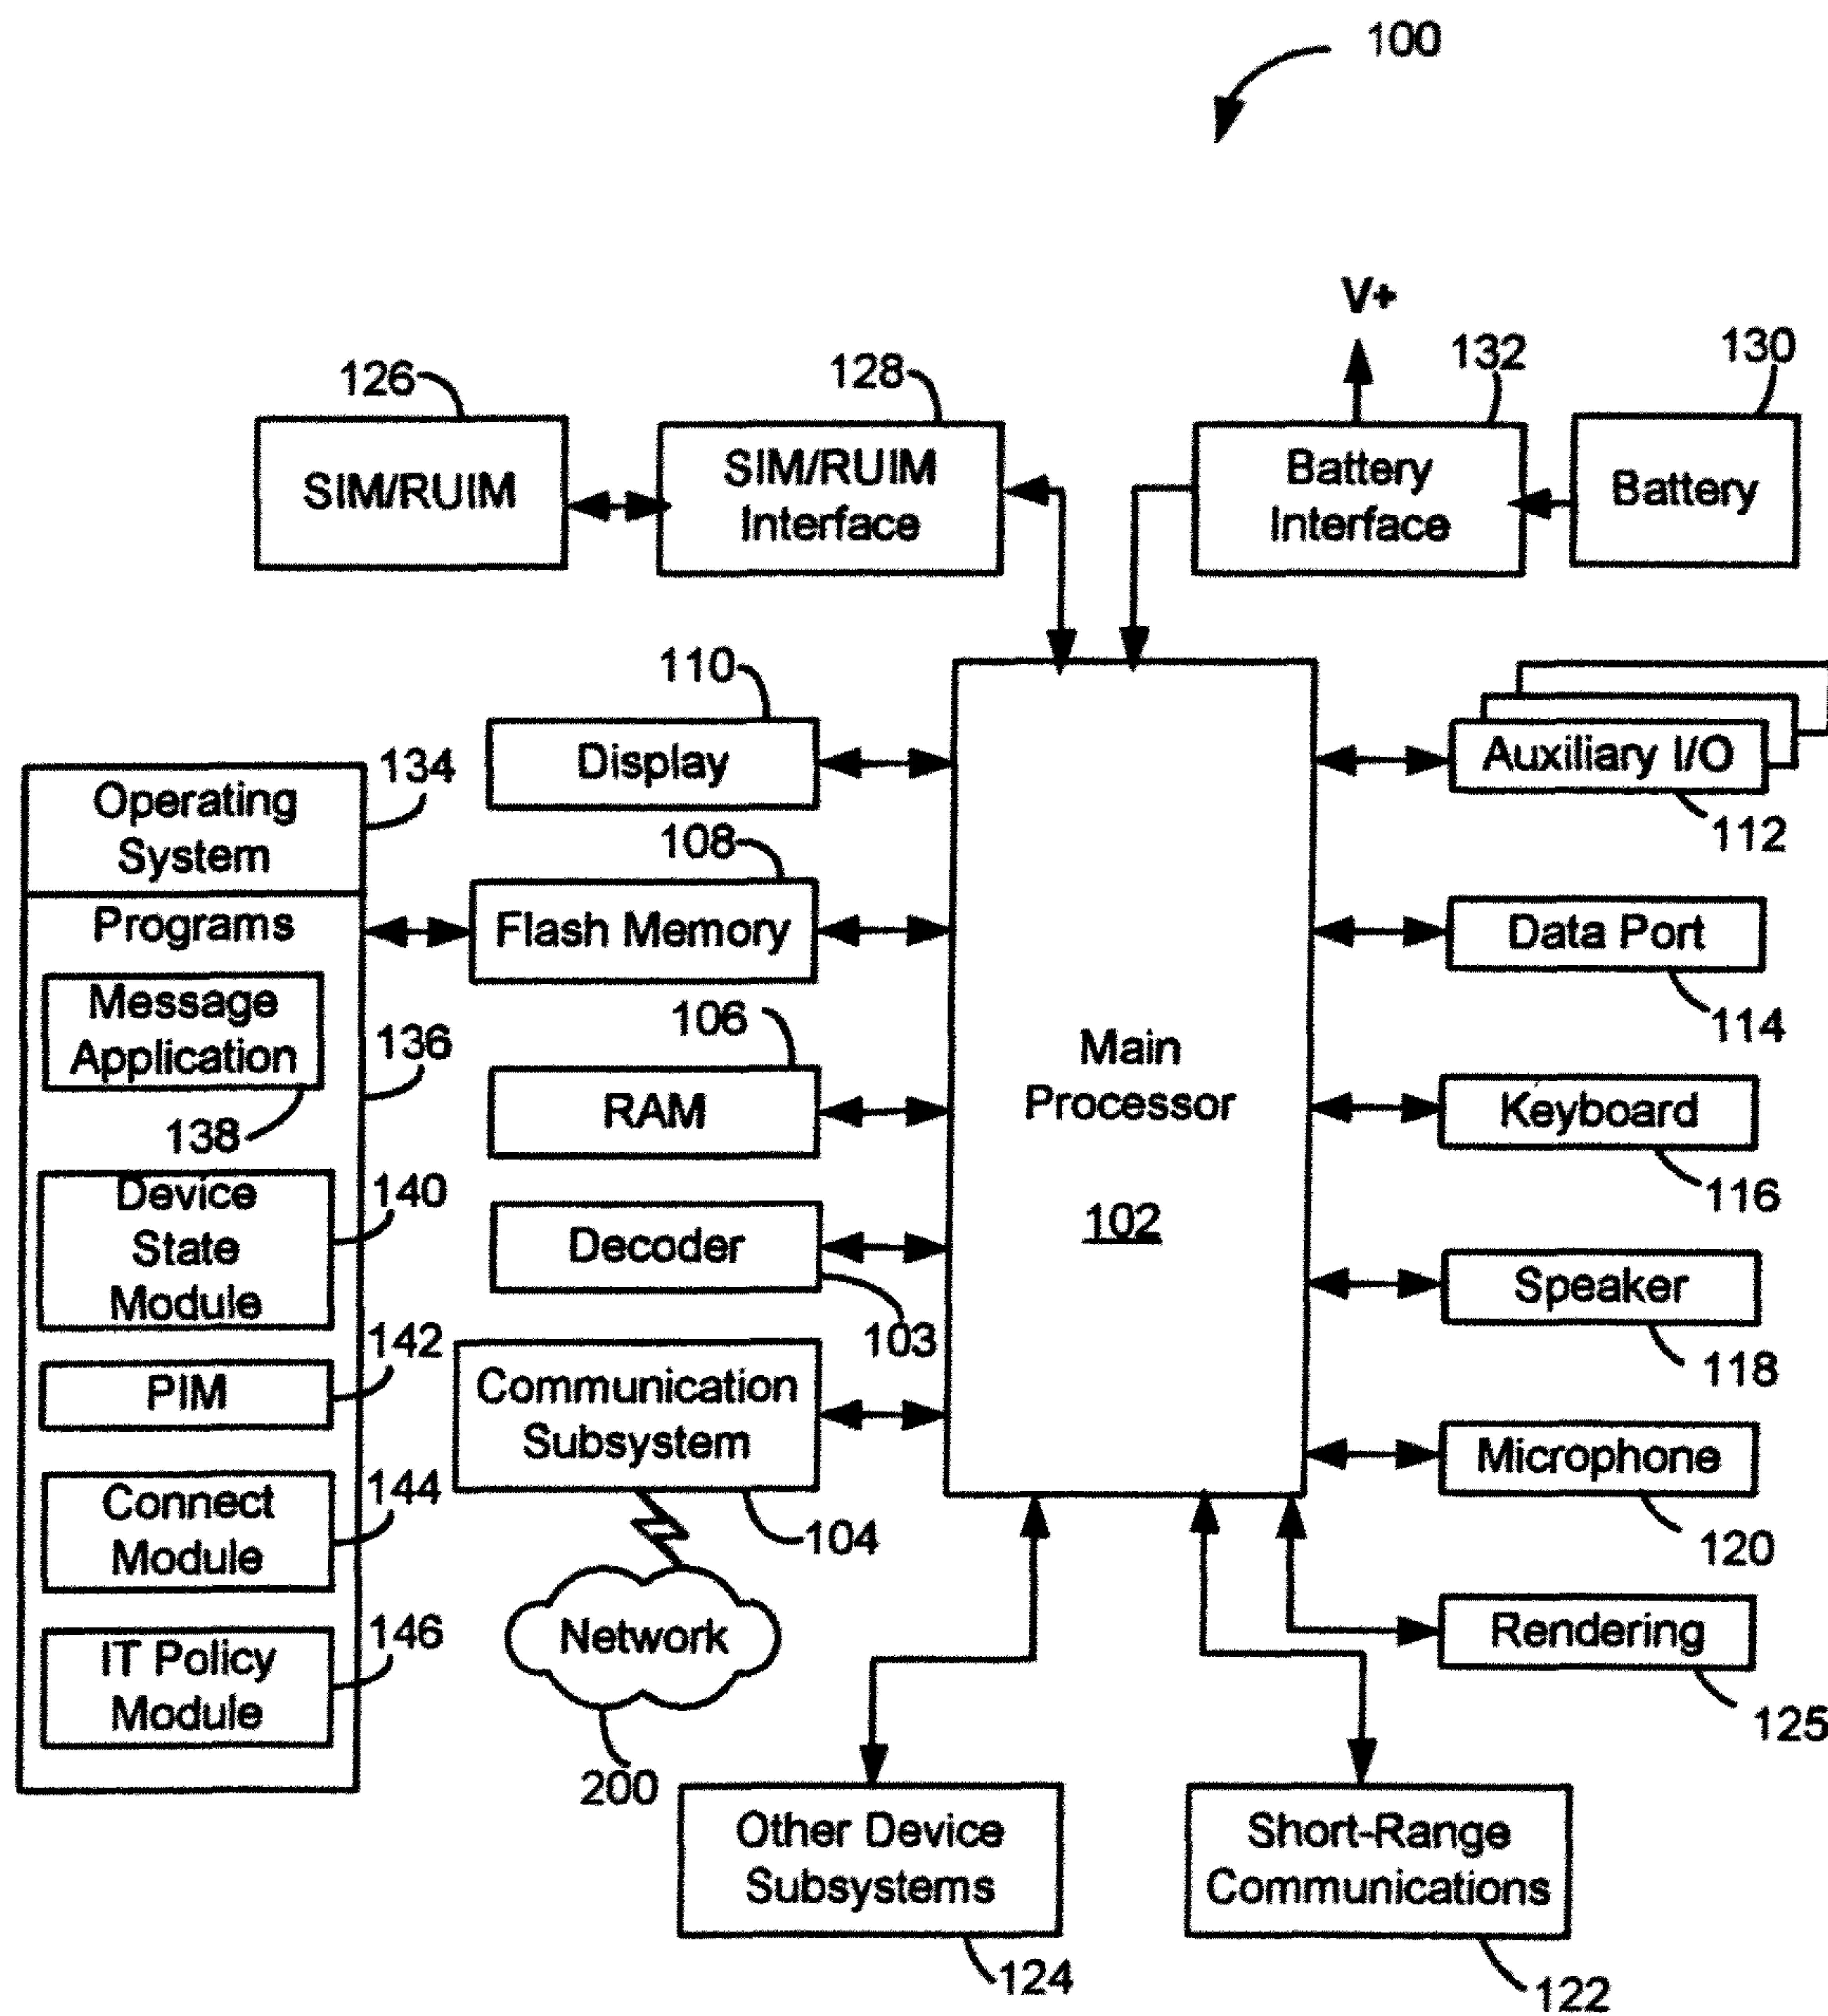 100
V+
126
128
132
130
SIM/RUIM
SIM/RUIM
Interface
Battery
Interface
Battery
110
Display
Auxiliary I/O
112
134
Operating
System
108
Flash Memory
Data Port
114
Programs
Message
Application
138
136
106
RAM
Main
Processor
102
Keyboard
116
Device
State
Module
140
Decoder
103
Speaker
118
PIM
142
Communication
Subsystem
104
Microphone
120
Connect
Module
144
Network
200
Rendering
125
IT Policy
Module
146
Other Device
Subsystems
124
Short-Range
Communications
122